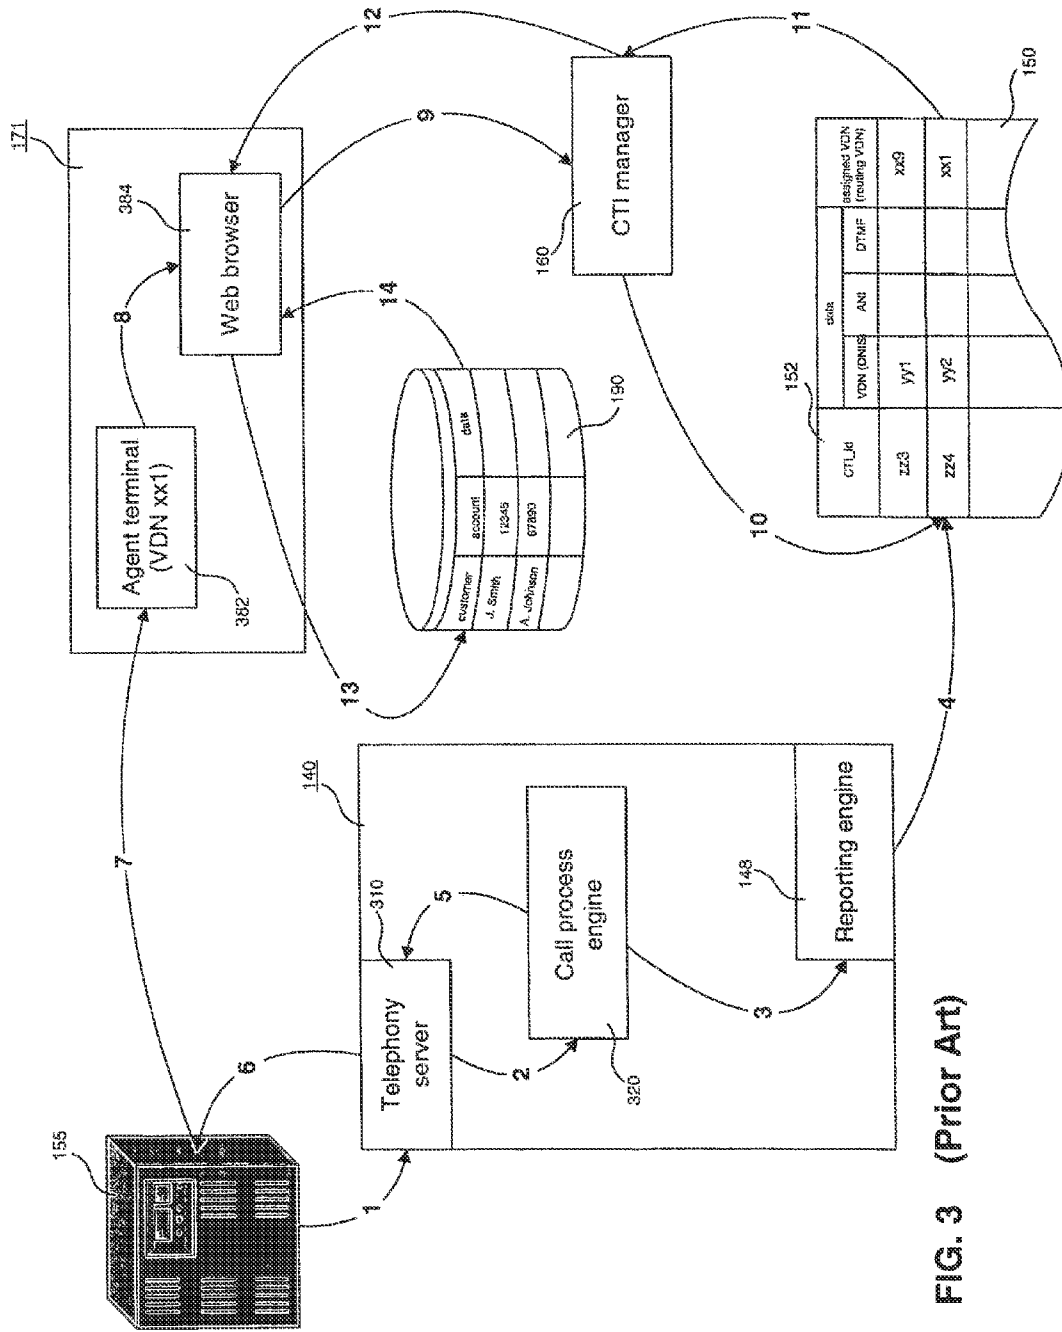 155
1
6
7
Telephony
server
310
2
5
140
Call process
engine
320
3
Reporting engine
148
4
171
Agent terminal
(VDN xx1)
382
8
Web browser
384
9
12
13
14
customer account data
J. Smith 12345
A. Johnson 67890
190
CTI manager
160
10
11
152
CTI_Id
data
VDN (DNIS) ANI DTMF
assigned VDN
(routing VDN)
zz3 yy1 xx9
zz4 yy2 xx1
150
FIG. 3 (Prior Art)